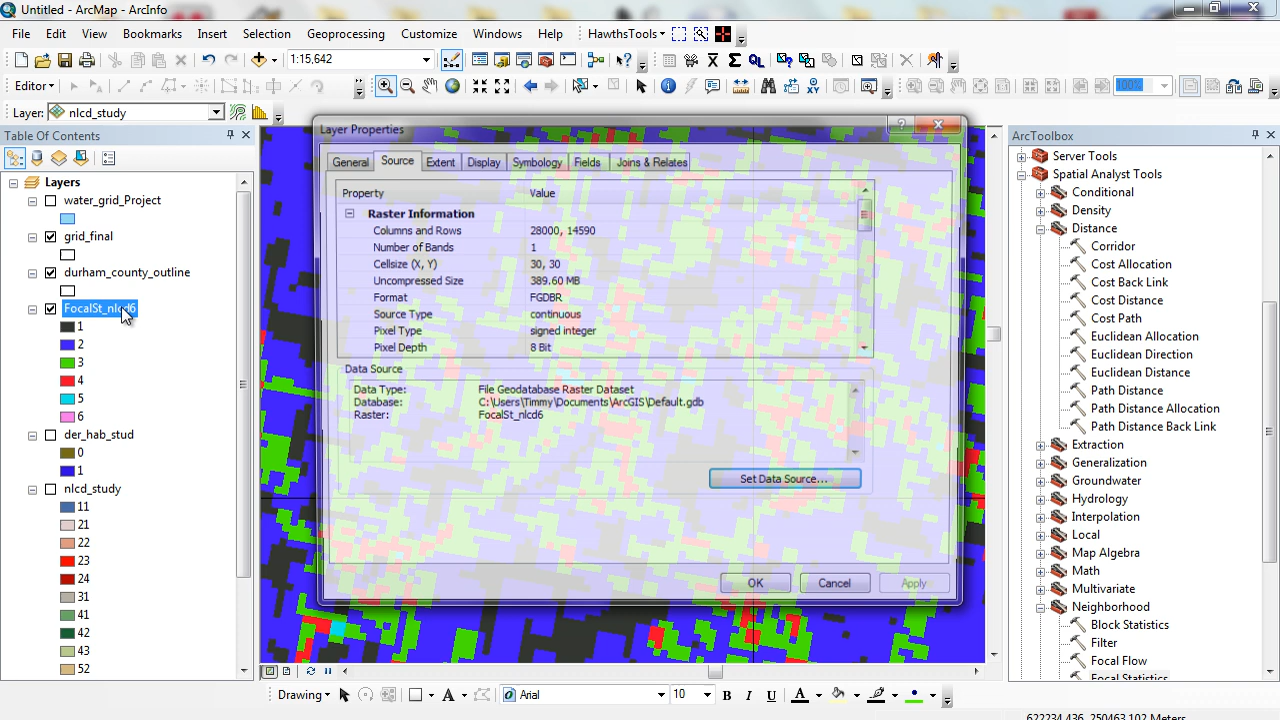 Untitled - ArcMap - ArcInfo
File Edit View Bookmarks Insert Selection Geoprocessing Customize Windows Help HawthsTools
1:15,642
Editor 100%
Layer: nlcd_study
Table Of Contents
Layers
water_grid_Project
grid_final
durham_county_outline
FocalSt_nlcd6
1
2
3
4
5
6
der_hab_stud
0
1
nlcd_study
11
21
22
23
24
31
41
42
43
52
Layer Properties
General Source Extent Display Symbology Fields Joins & Relates
Property Value
Raster Information
Columns and Rows 28000, 14590
Number of Bands 1
Cellsize (X, Y) 30, 30
Uncompressed Size 389.60 MB
Format FGDBR
Source Type continuous
Pixel Type signed integer
Pixel Depth 8 Bit
Data Source
Data Type: File Geodatabase Raster Dataset
Database: C:\Users\Timmy\Documents\ArcGIS\Default.gdb
Raster: FocalSt_nlcd6
Set Data Source...
OK Cancel Apply
ArcToolbox
Server Tools
Spatial Analyst Tools
Conditional
Density
Distance
Corridor
Cost Allocation
Cost Back Link
Cost Distance
Cost Path
Euclidean Allocation
Euclidean Direction
Euclidean Distance
Path Distance
Path Distance Allocation
Path Distance Back Link
Extraction
Generalization
Groundwater
Hydrology
Interpolation
Local
Map Algebra
Math
Multivariate
Neighborhood
Block Statistics
Filter
Focal Flow
Focal Statistics
Drawing A Arial 10 B I U A
622234.436 250463.102 Meters